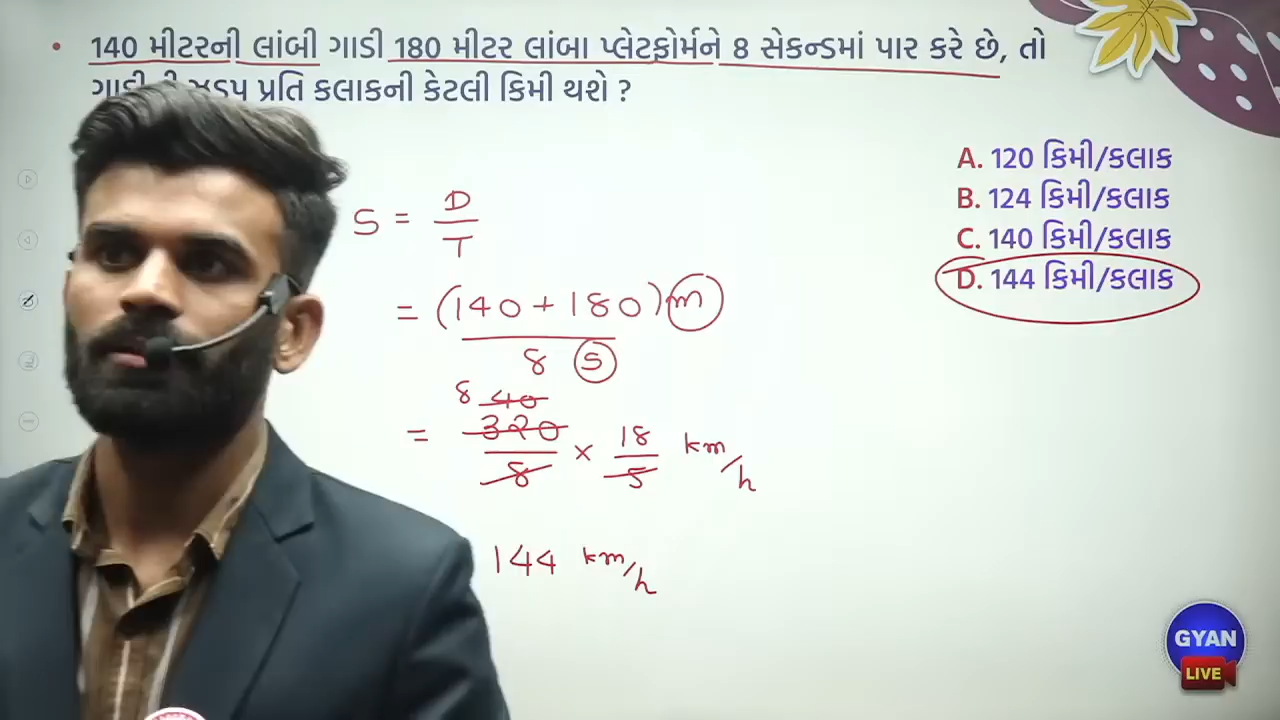 140 મીટરની લાંબી ગાડી 180 મીટર લાંબા પ્લેટફોર્મને 8 સેકન્ડમાં પાર કરે છે, તો
પ્રતિ કલાકની કેટલી કિમી થશે ?
A. 120 કિમી/કલાક
B. 124 કિમી/કલાક
C. 140 કિમી/કલાક
D. 144 કિમી/કલાક
S = D
T
= (140 + 180) m
8 s
8 40
= 320 × 18 km/h
8 5
144 km/h
GYAN
LIVE